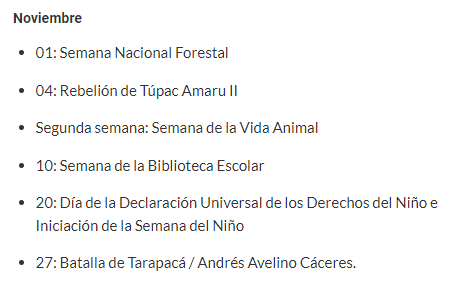 Noviembre
01: Semana Nacional Forestal
04: Rebelión de Túpac Amaru II
Segunda semana: Semana de la Vida Animal
10: Semana de la Biblioteca Escolar
20: Día de la Declaración Universal de los Derechos del Niño e
Iniciación de la Semana del Niño
27: Batalla de Tarapacá / Andrés Avelino Cáceres.